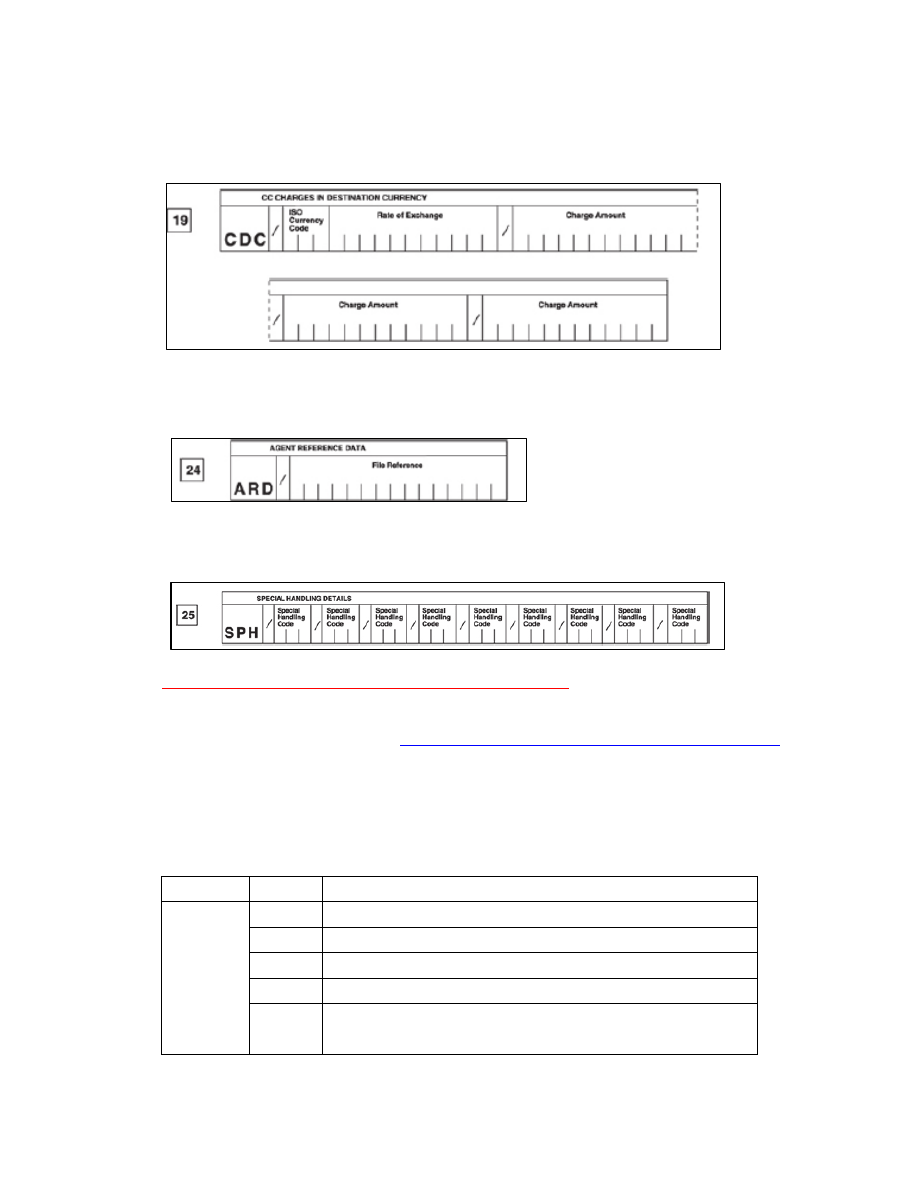 CC CHARGES IN DESTINATION CURRENCY
19
CDC / ISO Currency Code Rate of Exchange / Charge Amount
/ Charge Amount / Charge Amount
AGENT REFERENCE DATA
24
ARD / File Reference
SPECIAL HANDLING DETAILS
25
SPH / Special Handling Code / Special Handling Code / Special Handling Code / Special Handling Code / Special Handling Code / Special Handling Code / Special Handling Code / Special Handling Code / Special Handling Code